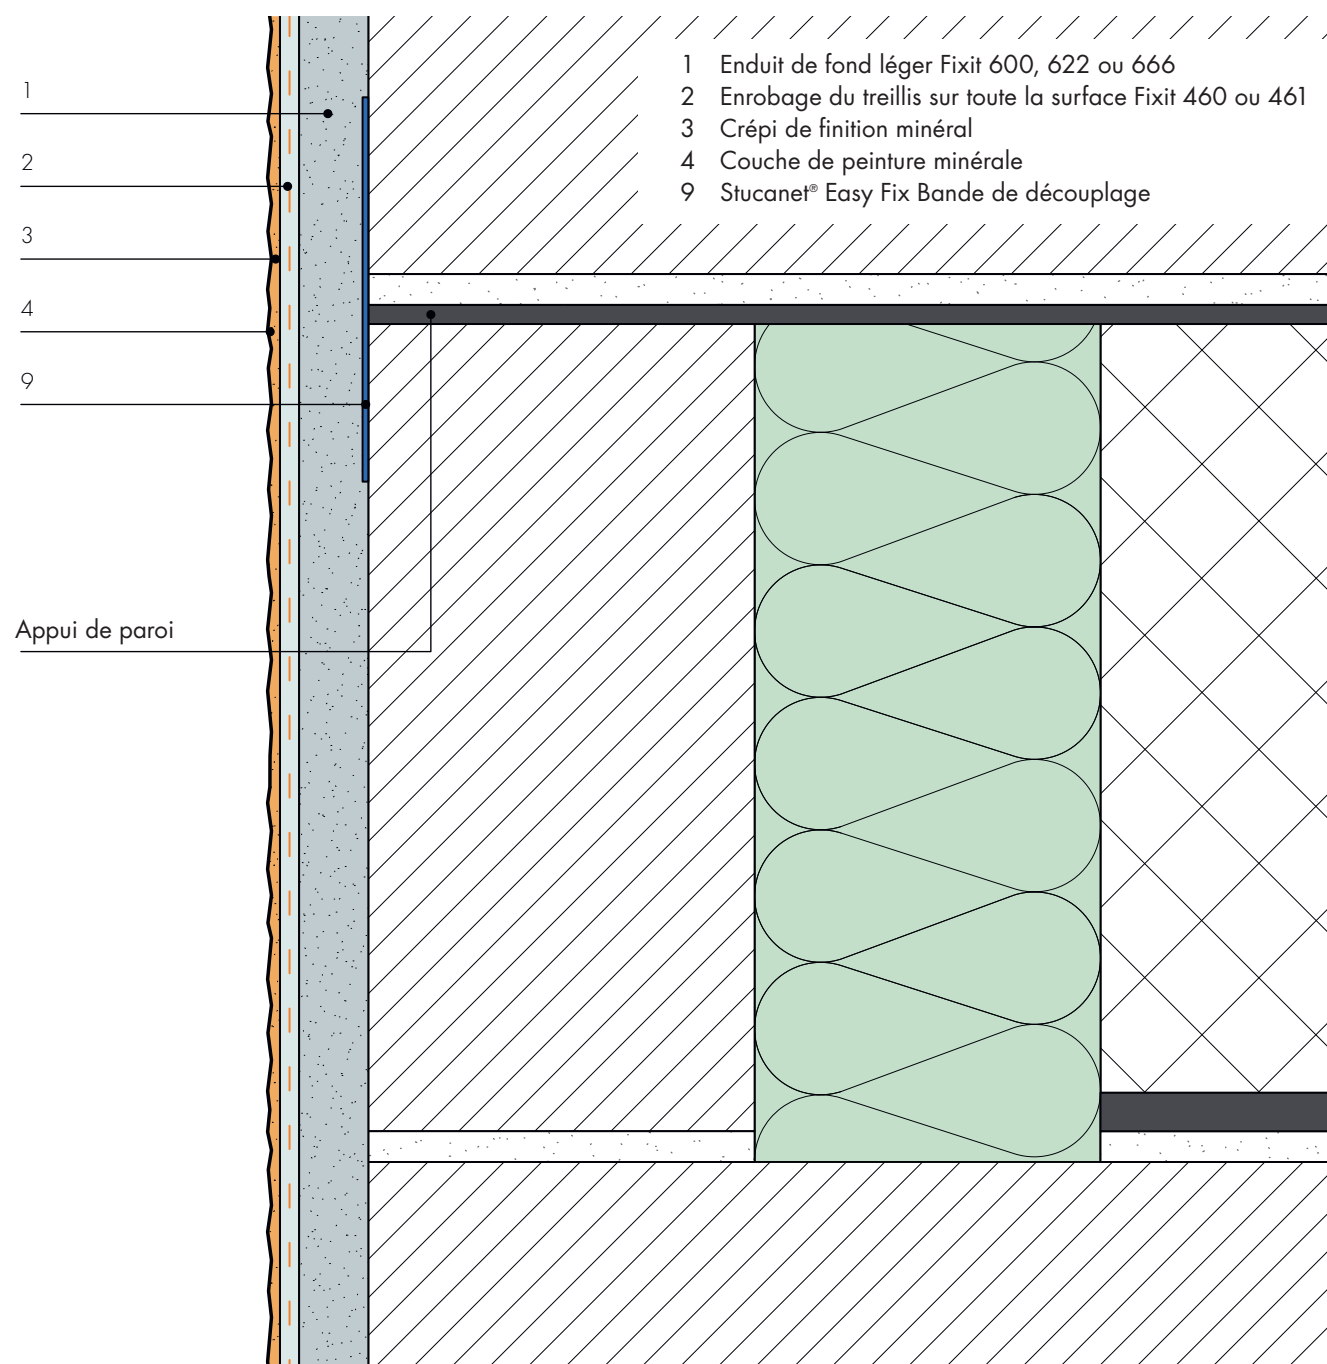 1 Enduit de fond léger Fixit 600, 622 ou 666
2 Enrobage du treillis sur toute la surface Fixit 460 ou 461
3 Crépi de finition minéral
4 Couche de peinture minérale
9 Stucanet® Easy Fix Bande de découplage
1
2
3
4
9
Appui de paroi